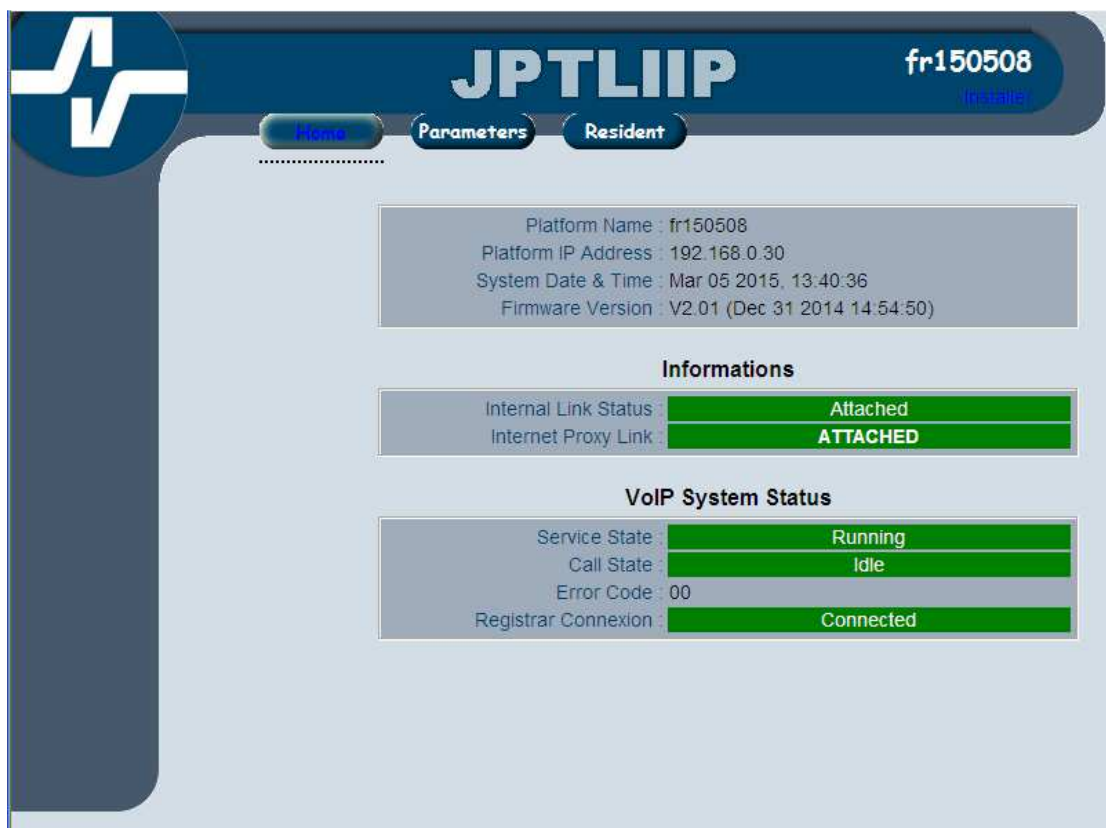 JPTLIIP
fr150508
Installer
Home Parameters Resident
Platform Name : fr150508
Platform IP Address : 192.168.0.30
System Date & Time : Mar 05 2015, 13:40:36
Firmware Version : V2.01 (Dec 31 2014 14:54:50)
Informations
Internal Link Status : Attached
Internet Proxy Link : ATTACHED
VoIP System Status
Service State : Running
Call State : Idle
Error Code : 00
Registrar Connexion : Connected